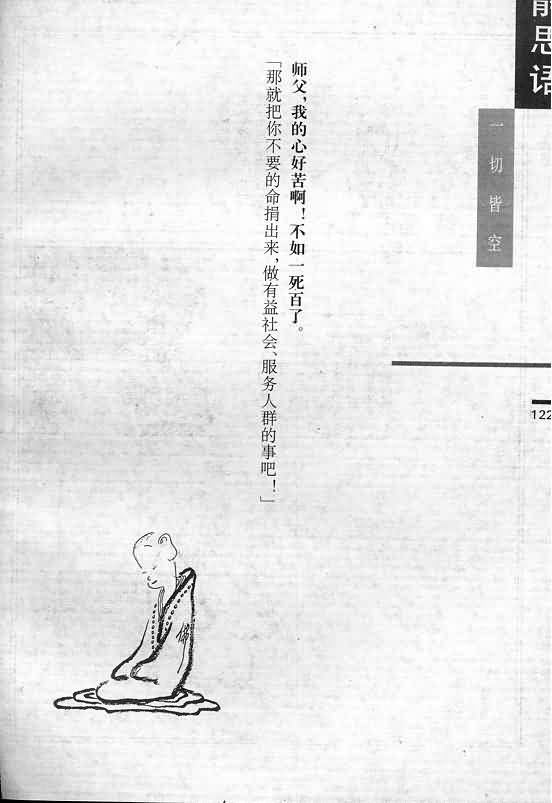 思语
一切皆空
师父，我的心好苦啊！不如一死百了。
「那就把你不要的命捐出来，做有益社会、服务人群的事吧！」
122